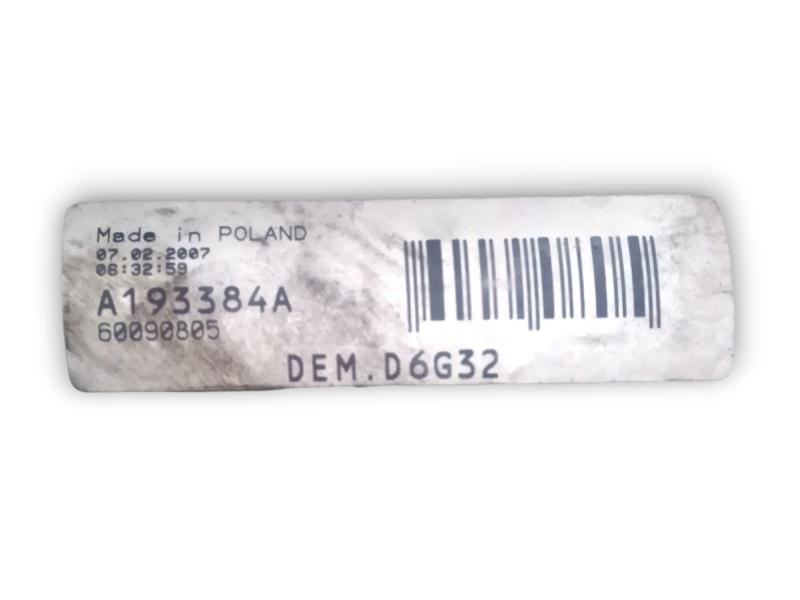 Made in POLAND
07.02.2007
06:32:59
A193384A
60090805
DEM.D6G32